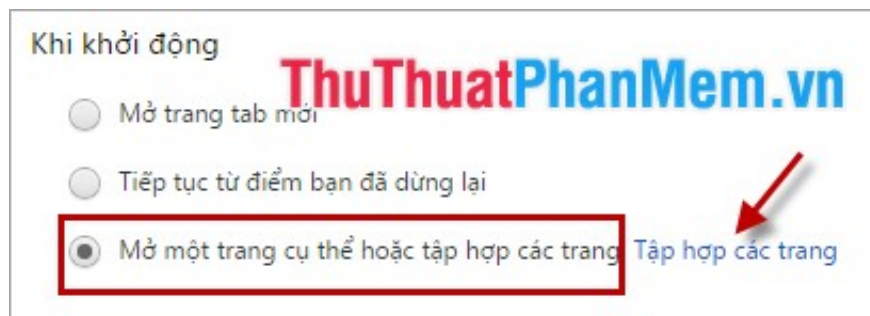 Khi khởi động
ThuThuatPhanMem.vn
Mở trang tab mới
Tiếp tục từ điểm bạn đã dừng lại
Mở một trang cụ thể hoặc tập hợp các trang Tập hợp các trang